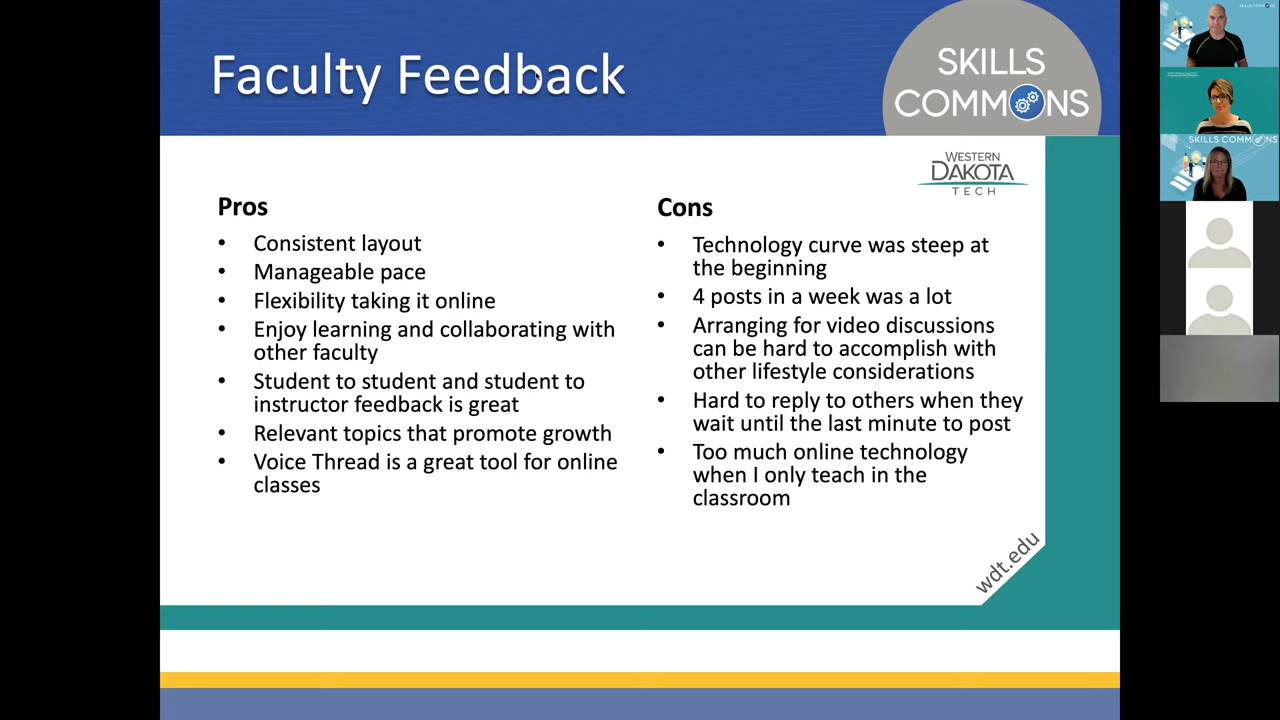 Faculty Feedback
SKILLS
COMMONS
WESTERN
DAKOTA
TECH
Pros
• Consistent layout
• Manageable pace
• Flexibility taking it online
• Enjoy learning and collaborating with
other faculty
• Student to student and student to
instructor feedback is great
• Relevant topics that promote growth
• Voice Thread is a great tool for online
classes
Cons
• Technology curve was steep at
the beginning
• 4 posts in a week was a lot
• Arranging for video discussions
can be hard to accomplish with
other lifestyle considerations
• Hard to reply to others when they
wait until the last minute to post
• Too much online technology
when I only teach in the
classroom
wdt.edu
SKILLS COMMONS
SKILLS COMMONS